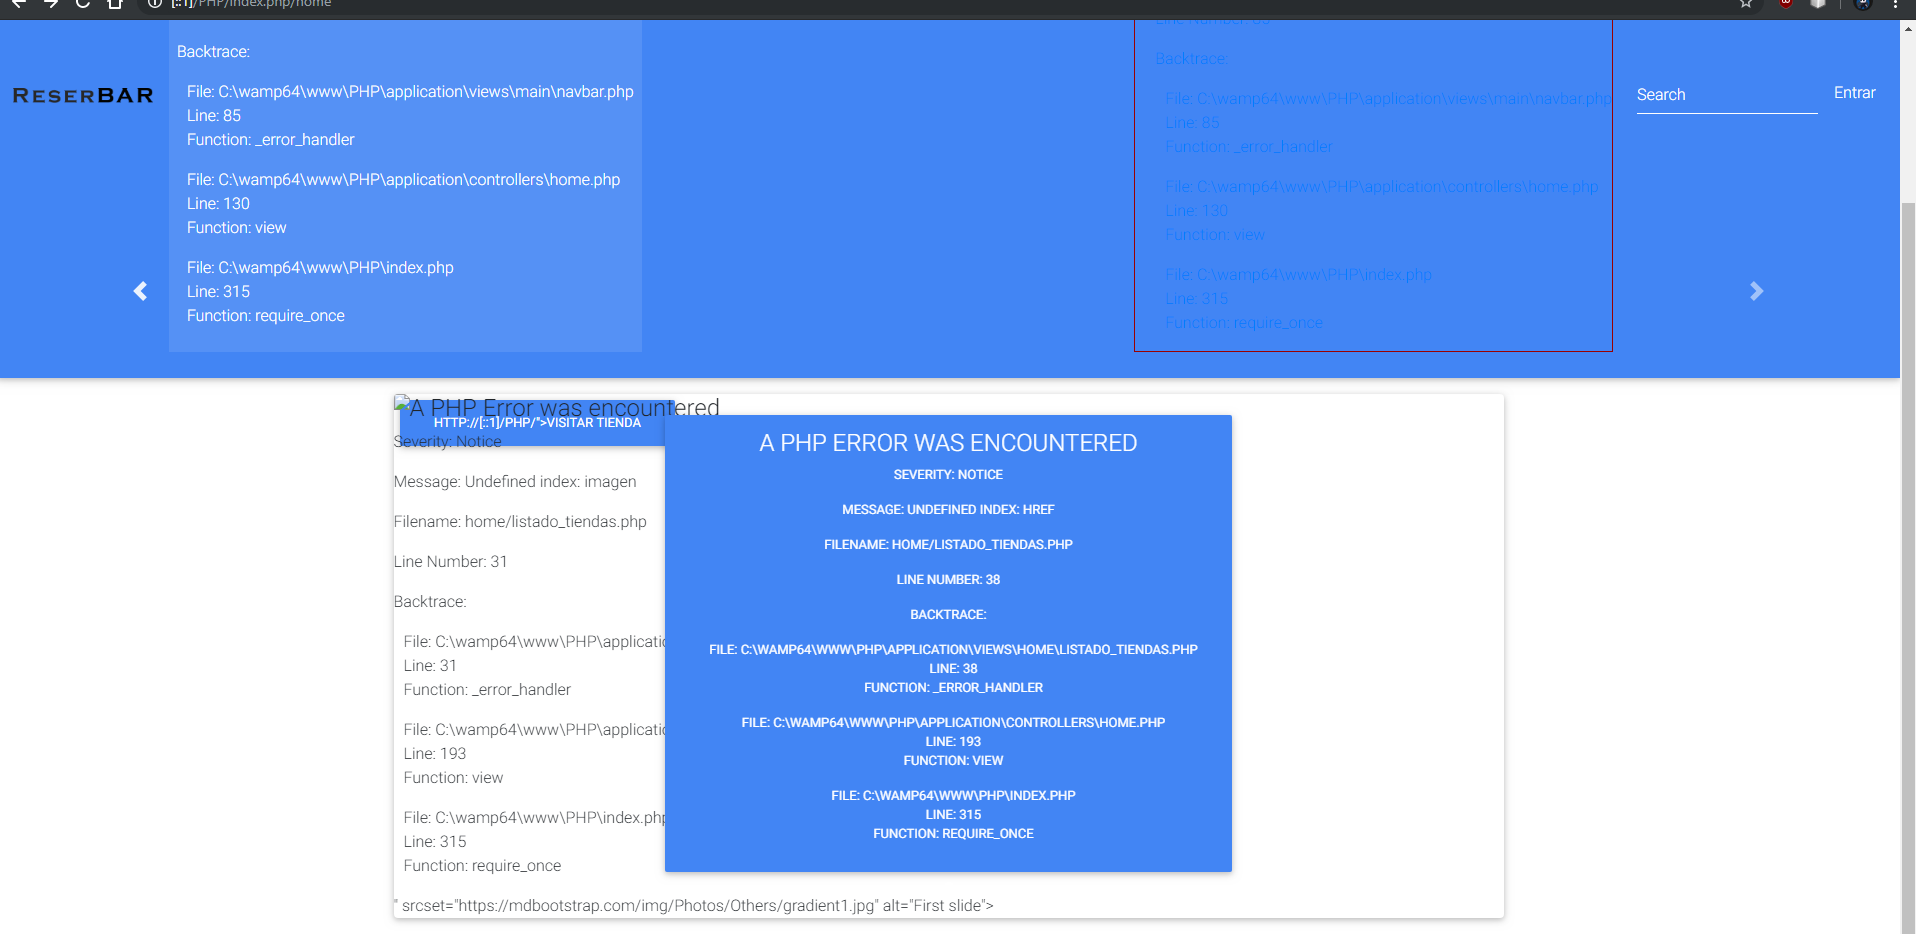 [::1]/PHP/index.php/home
RESERBAR
Backtrace:
File: C:\wamp64\www\PHP\application\views\main\navbar.php
Line: 85
Function: _error_handler
File: C:\wamp64\www\PHP\application\controllers\home.php
Line: 130
Function: view
File: C:\wamp64\www\PHP\index.php
Line: 315
Function: require_once
Line Number: 85
Backtrace:
File: C:\wamp64\www\PHP\application\views\main\navbar.php
Line: 85
Function: _error_handler
File: C:\wamp64\www\PHP\application\controllers\home.php
Line: 130
Function: view
File: C:\wamp64\www\PHP\index.php
Line: 315
Function: require_once
Search
Entrar
A PHP Error was encountered
HTTP://[::1]/PHP/">VISITAR TIENDA
Severity: Notice
Message: Undefined index: imagen
Filename: home/listado_tiendas.php
Line Number: 31
Backtrace:
File: C:\wamp64\www\PHP\applicatic
Line: 31
Function: _error_handler
File: C:\wamp64\www\PHP\applicatic
Line: 193
Function: view
File: C:\wamp64\www\PHP\index.php
Line: 315
Function: require_once
" srcset="https://mdbootstrap.com/img/Photos/Others/gradient1.jpg" alt="First slide">
A PHP ERROR WAS ENCOUNTERED
SEVERITY: NOTICE
MESSAGE: UNDEFINED INDEX: HREF
FILENAME: HOME/LISTADO_TIENDAS.PHP
LINE NUMBER: 38
BACKTRACE:
FILE: C:\WAMP64\WWW\PHP\APPLICATION\VIEWS\HOME\LISTADO_TIENDAS.PHP
LINE: 38
FUNCTION: _ERROR_HANDLER
FILE: C:\WAMP64\WWW\PHP\APPLICATION\CONTROLLERS\HOME.PHP
LINE: 193
FUNCTION: VIEW
FILE: C:\WAMP64\WWW\PHP\INDEX.PHP
LINE: 315
FUNCTION: REQUIRE_ONCE